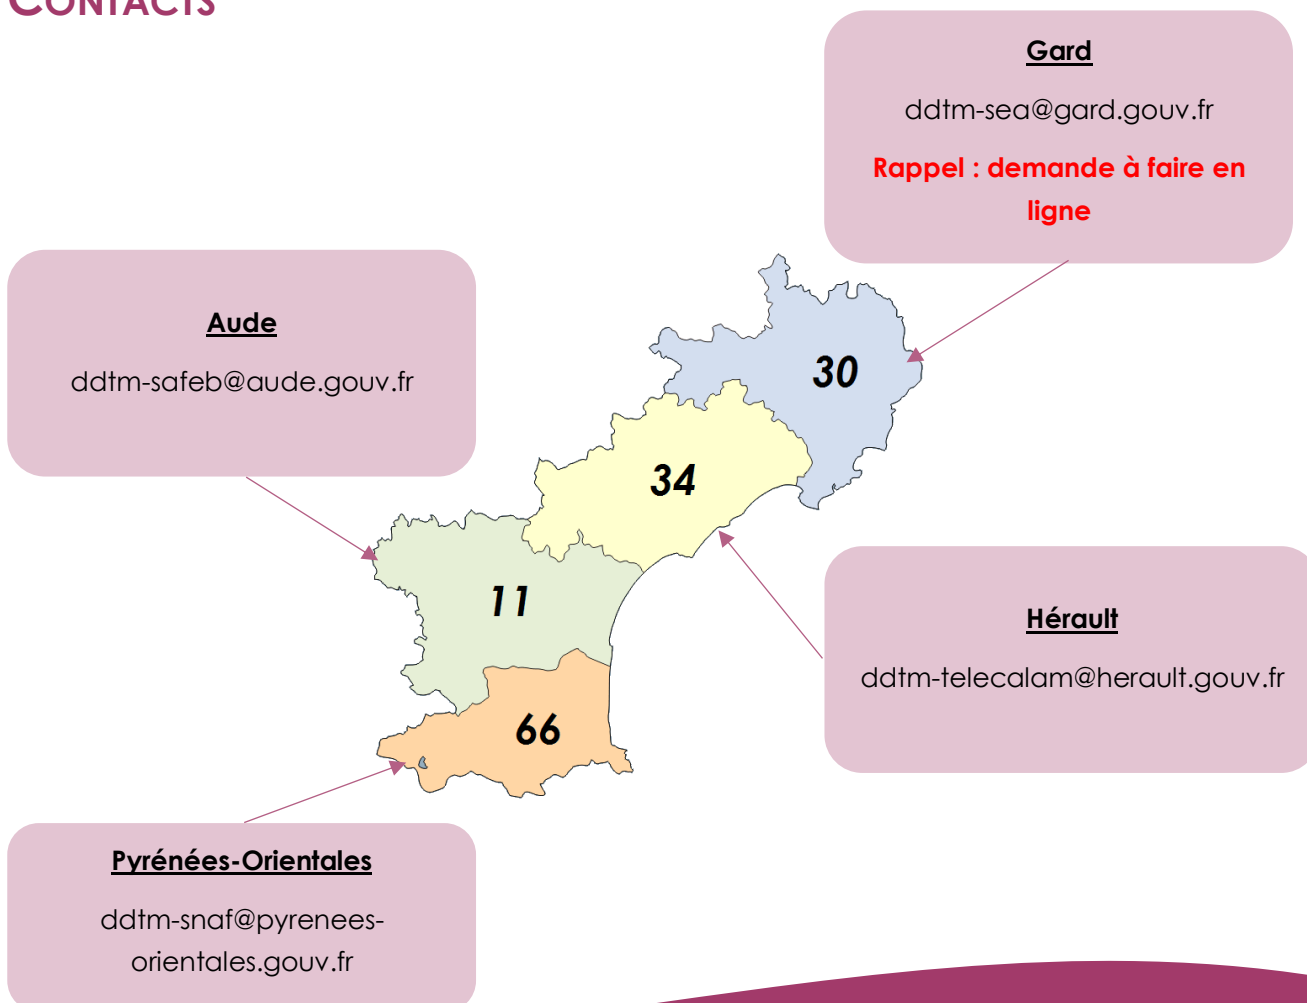 CONTACTS
Gard
ddtm-sea@gard.gouv.fr
Rappel : demande à faire en
ligne
Aude
ddtm-safeb@aude.gouv.fr
30
34
11
66
Hérault
ddtm-telecalam@herault.gouv.fr
Pyrénées-Orientales
ddtm-snaf@pyrenees-
orientales.gouv.fr